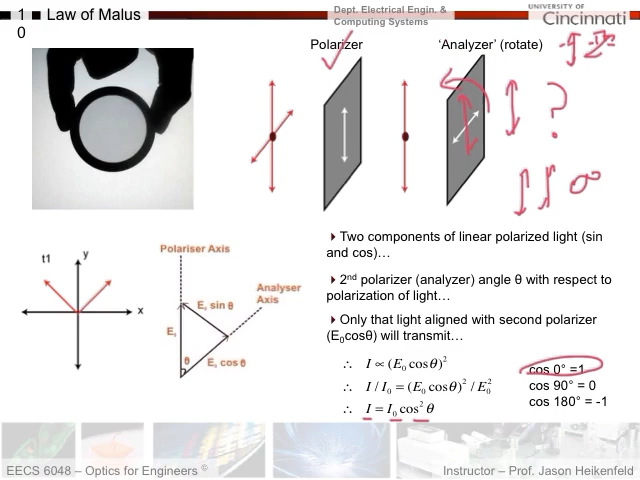 1
0
Law of Malus
Dept. Electrical Engin. &
Computing Systems
UNIVERSITY OF
Cincinnati
Polarizer
‘Analyzer’ (rotate)
?
0°
t1
y
x
Polariser Axis
Analyser
Axis
E₀ sin θ
E₀
θ
E₀ cos θ
Two components of linear polarized light (sin
and cos)…
2nd polarizer (analyzer) angle θ with respect to
polarization of light…
Only that light aligned with second polarizer
(E₀cosθ) will transmit…
∴ I ∝ (E₀ cos θ)²
∴ I / I₀ = (E₀ cos θ)² / E₀²
∴ I = I₀ cos² θ
cos 0° =1
cos 90° = 0
cos 180° = -1
EECS 6048 – Optics for Engineers ©
Instructor – Prof. Jason Heikenfeld